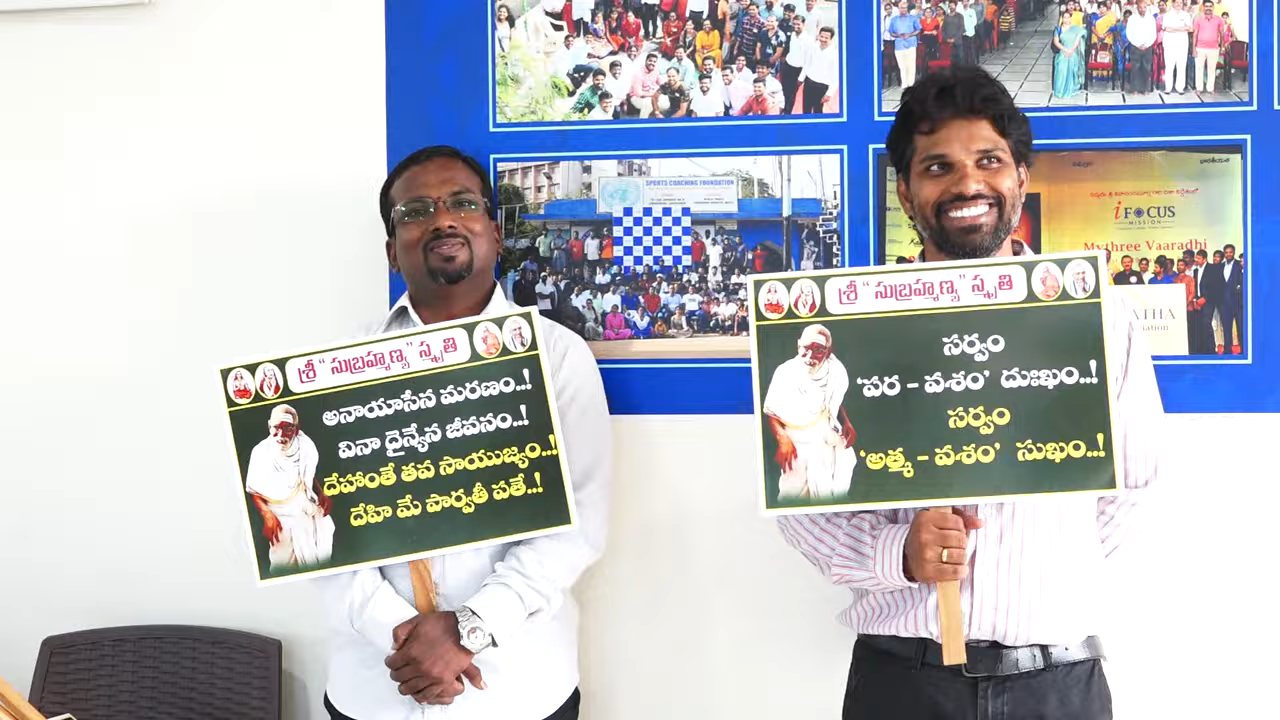 శ్రీ "సుబ్రహ్మణ్య" స్మృతి
అనాయాసేన మరణం..!
వినా దైన్యేన జీవనం..!
దేహాంతే తవ సాయుజ్యం..!
దేహి మే పార్వతీ పతే..!
శ్రీ "సుబ్రహ్మణ్య" స్మృతి
సర్వం
'పర – వశం' దుఃఖం..!
సర్వం
'ఆత్మ – వశం' సుఖం..!
SPORTS COACHING FOUNDATION
iFOCUS
MISSION
Mythree Vaaradhi